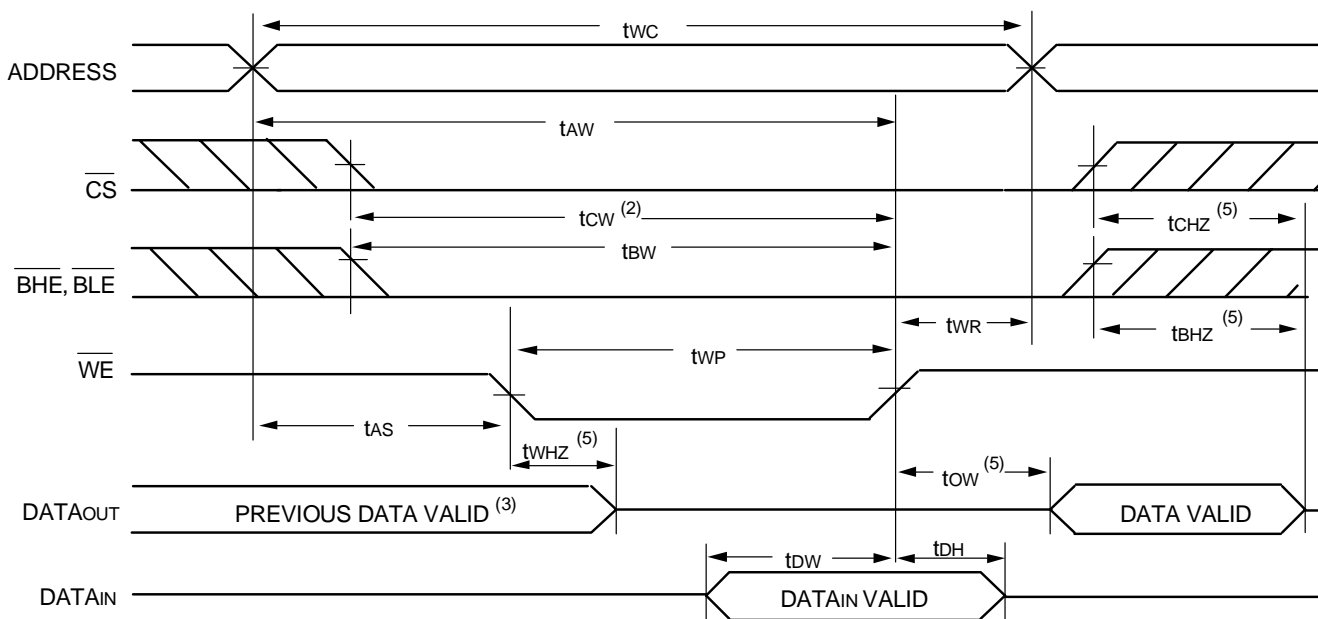 tWC
ADDRESS
tAW
CS
tCW (2)
tCHZ (5)
tBW
BHE, BLE
tWR
tBHZ (5)
tWP
WE
tAS
tWHZ (5)
tOW (5)
DATAOUT
PREVIOUS DATA VALID (3)
DATA VALID
tDW
tDH
DATAIN
DATAIN VALID